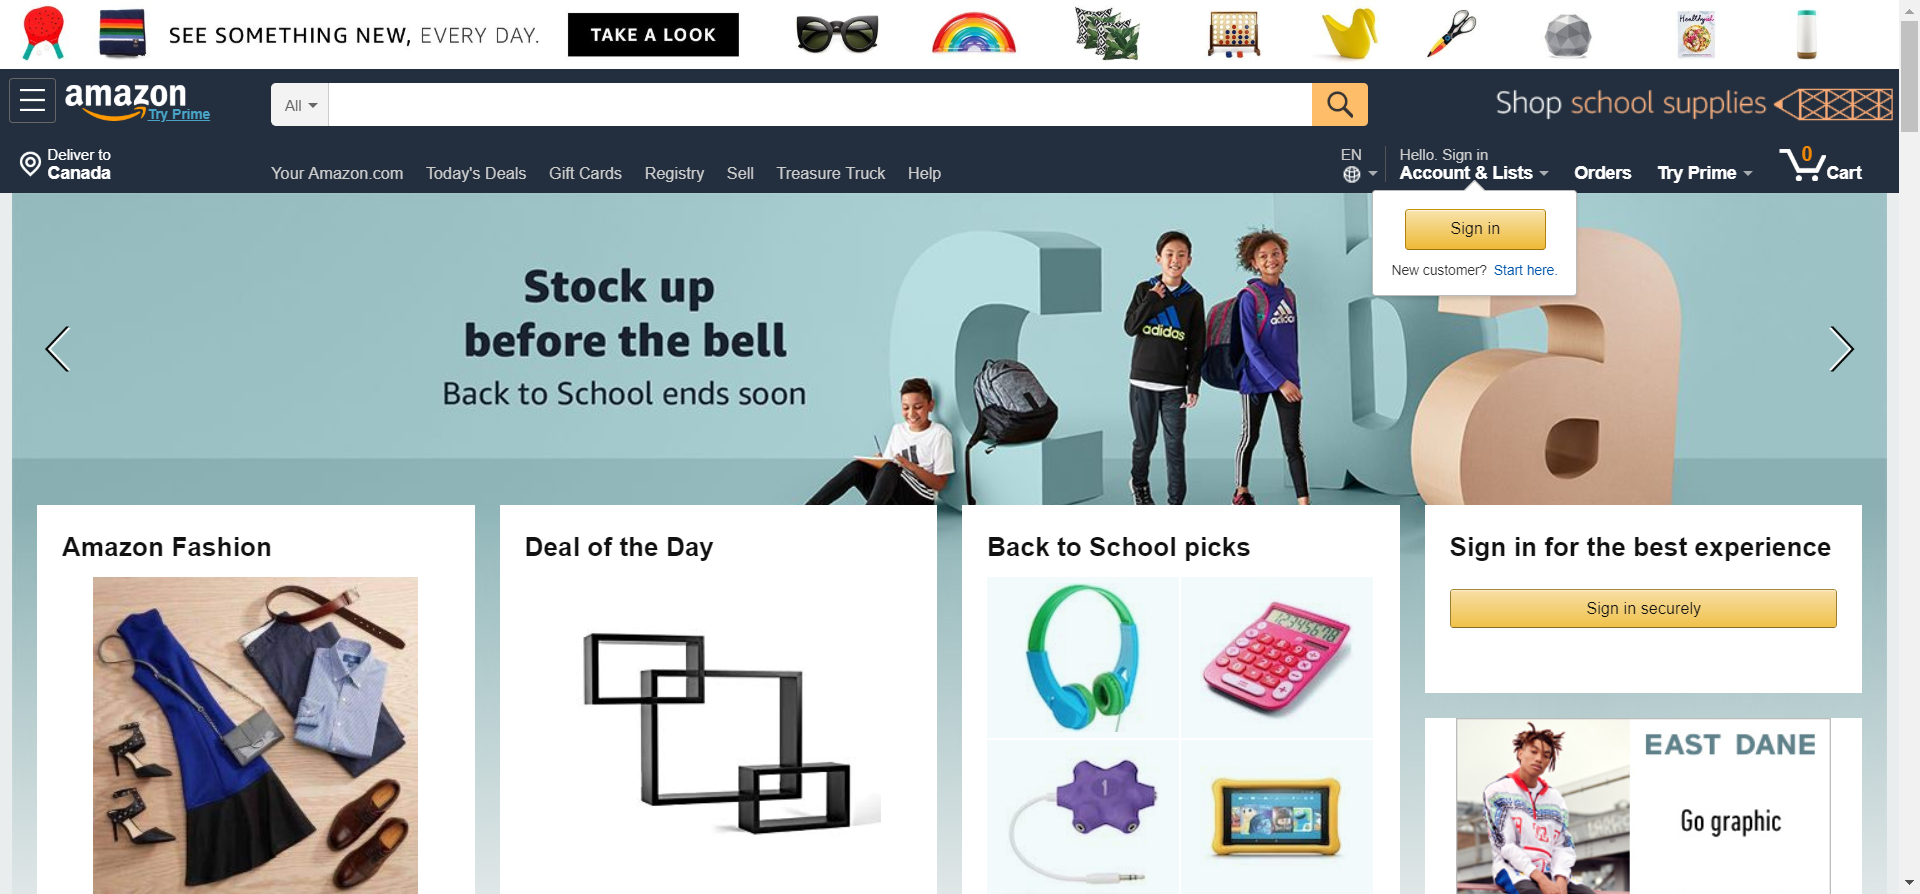 SEE SOMETHING NEW, EVERY DAY.
TAKE A LOOK
Healthyish
amazon
Try Prime
All
Shop school supplies
Deliver to
Canada
Your Amazon.com
Today's Deals
Gift Cards
Registry
Sell
Treasure Truck
Help
EN
Hello. Sign in
Account & Lists
Orders
Try Prime
0
Cart
Sign in
New customer? Start here.
Stock up
before the bell
Back to School ends soon
adidas
adidas
Amazon Fashion
Deal of the Day
Back to School picks
12345678
1
Sign in for the best experience
Sign in securely
EAST DANE
Go graphic